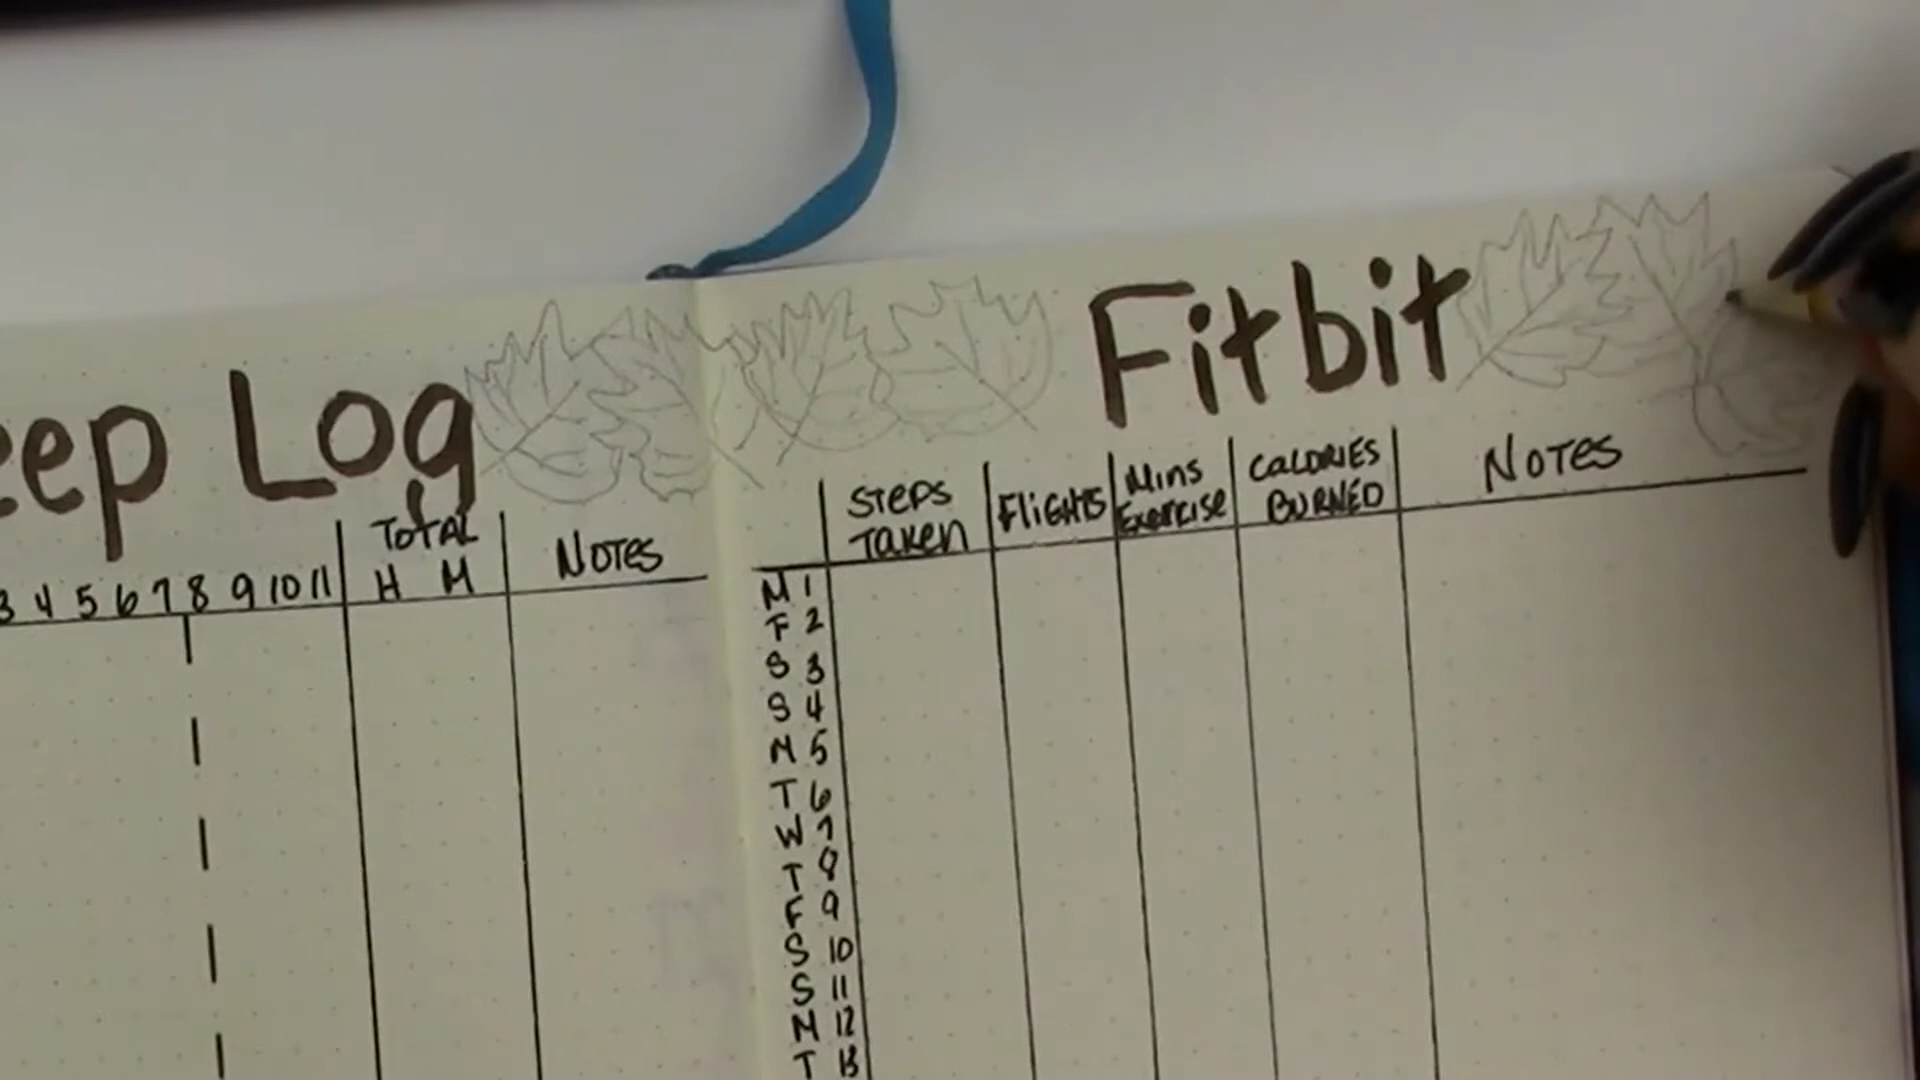 eep Log
TOTAL
3 4 5 6 7 8 9 10 11 H M NOTES
Fitbit
STEPS TAKEN FLIGHTS Mins Exercise CALORIES BURNED NOTES
M 1
F 2
S 3
S 4
M 5
T 6
W 7
T 8
F 9
S 10
S 11
M 12
T 13